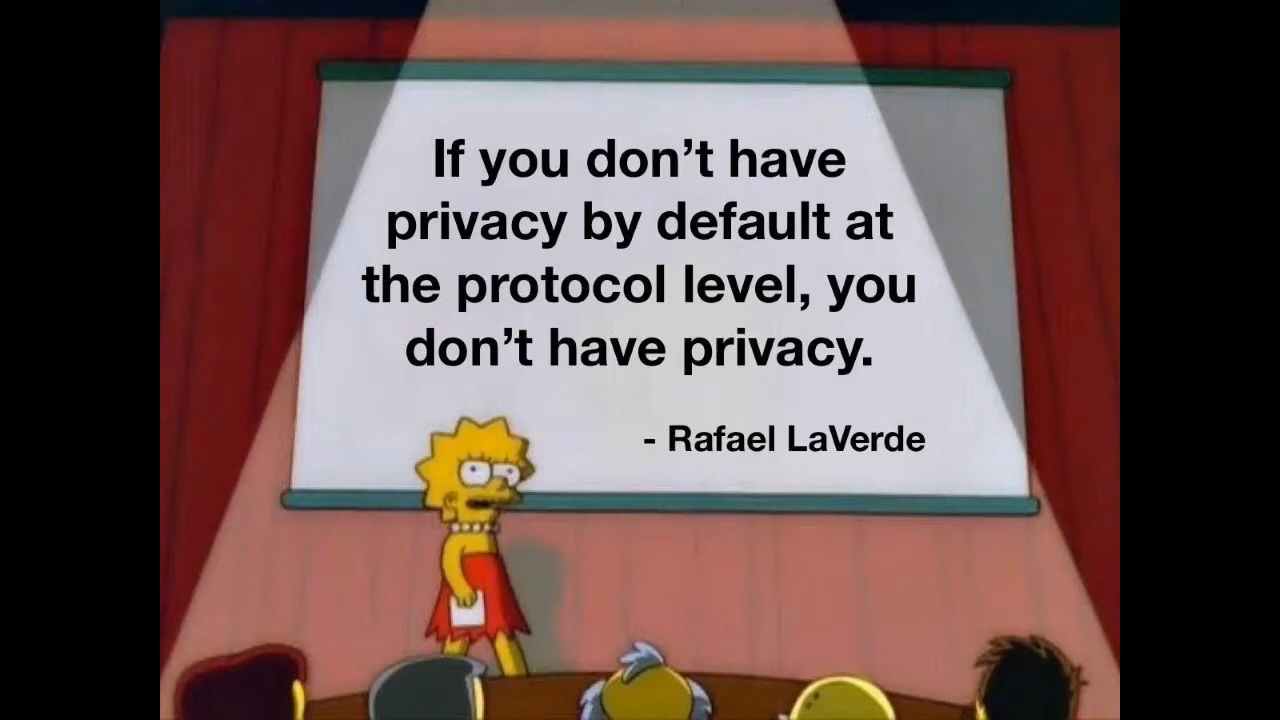 If you don’t have
privacy by default at
the protocol level, you
don’t have privacy.
- Rafael LaVerde